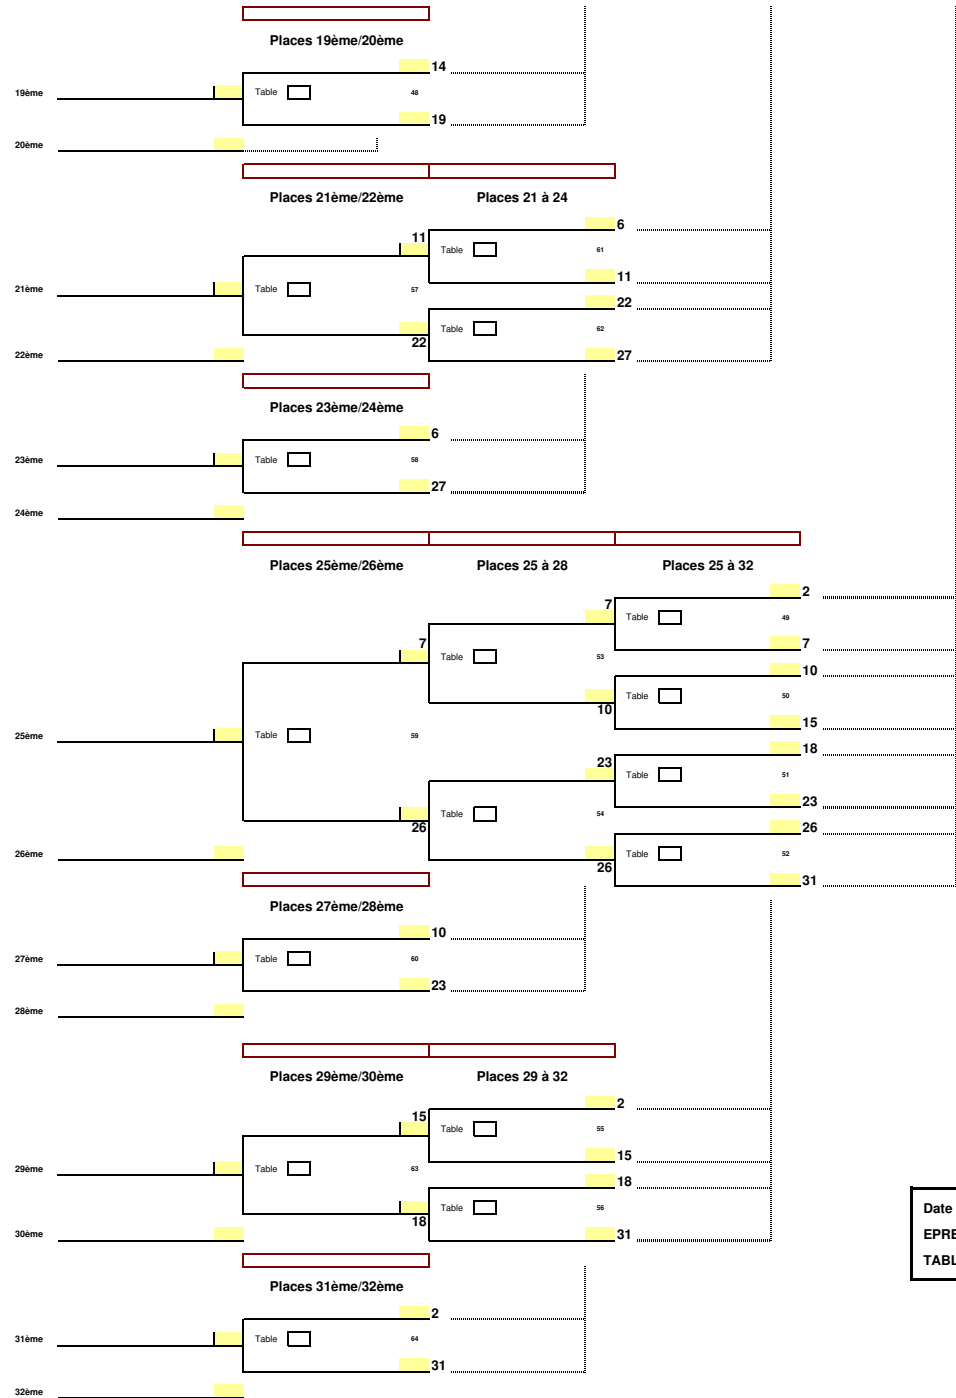 Places 19ème/20ème
14
19ème Table 48
19
20ème
Places 21ème/22ème Places 21 à 24
6
11
Table 61
11
21ème Table 57
22
Table 62
22
22ème 27
Places 23ème/24ème
6
23ème Table 58
27
24ème
Places 25ème/26ème Places 25 à 28 Places 25 à 32
2
7
Table 49
7 7
Table 53
10
Table 50
10
15
25ème Table 59
18
23
Table 51
23
Table 54
26 26
26ème Table 52
26
31
Places 27ème/28ème
10
27ème Table 60
23
28ème
Places 29ème/30ème Places 29 à 32
2
15
Table 55
15
29ème Table 63
18
Table 56
18
30ème 31
Date
EPRE
TABL
Places 31ème/32ème
2
31ème Table 64
31
32ème